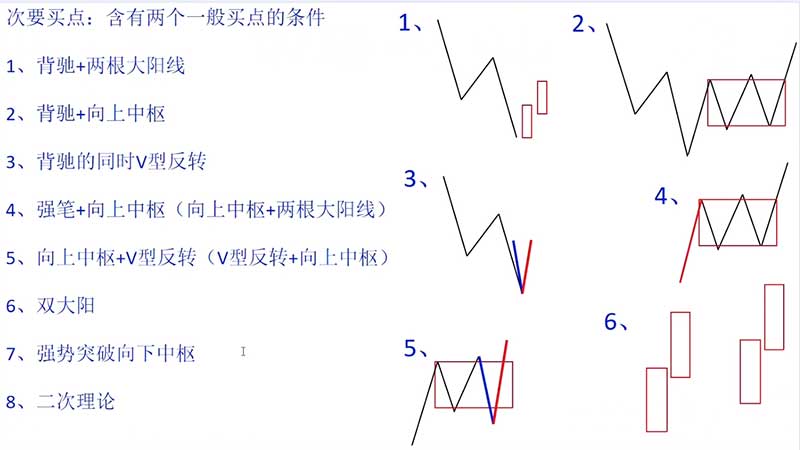 次要买点：含有两个一般买点的条件
1、背驰+两根大阳线
2、背驰+向上中枢
3、背驰的同时V型反转
4、强笔+向上中枢（向上中枢+两根大阳线）
5、向上中枢+V型反转（V型反转+向上中枢）
6、双大阳
7、强势突破向下中枢
8、二次理论
1、
2、
3、
4、
5、
6、